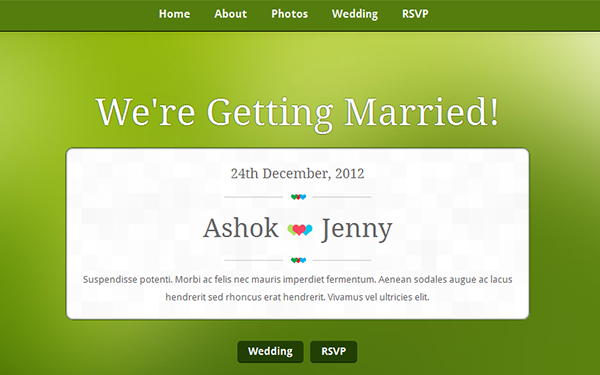 Home About Photos Wedding RSVP
We're Getting Married!
24th December, 2012
Ashok Jenny
Suspendisse potenti. Morbi ac felis nec mauris imperdiet fermentum. Aenean sodales augue ac lacus
hendrerit sed rhoncus erat hendrerit. Vivamus vel ultricies elit.
Wedding RSVP